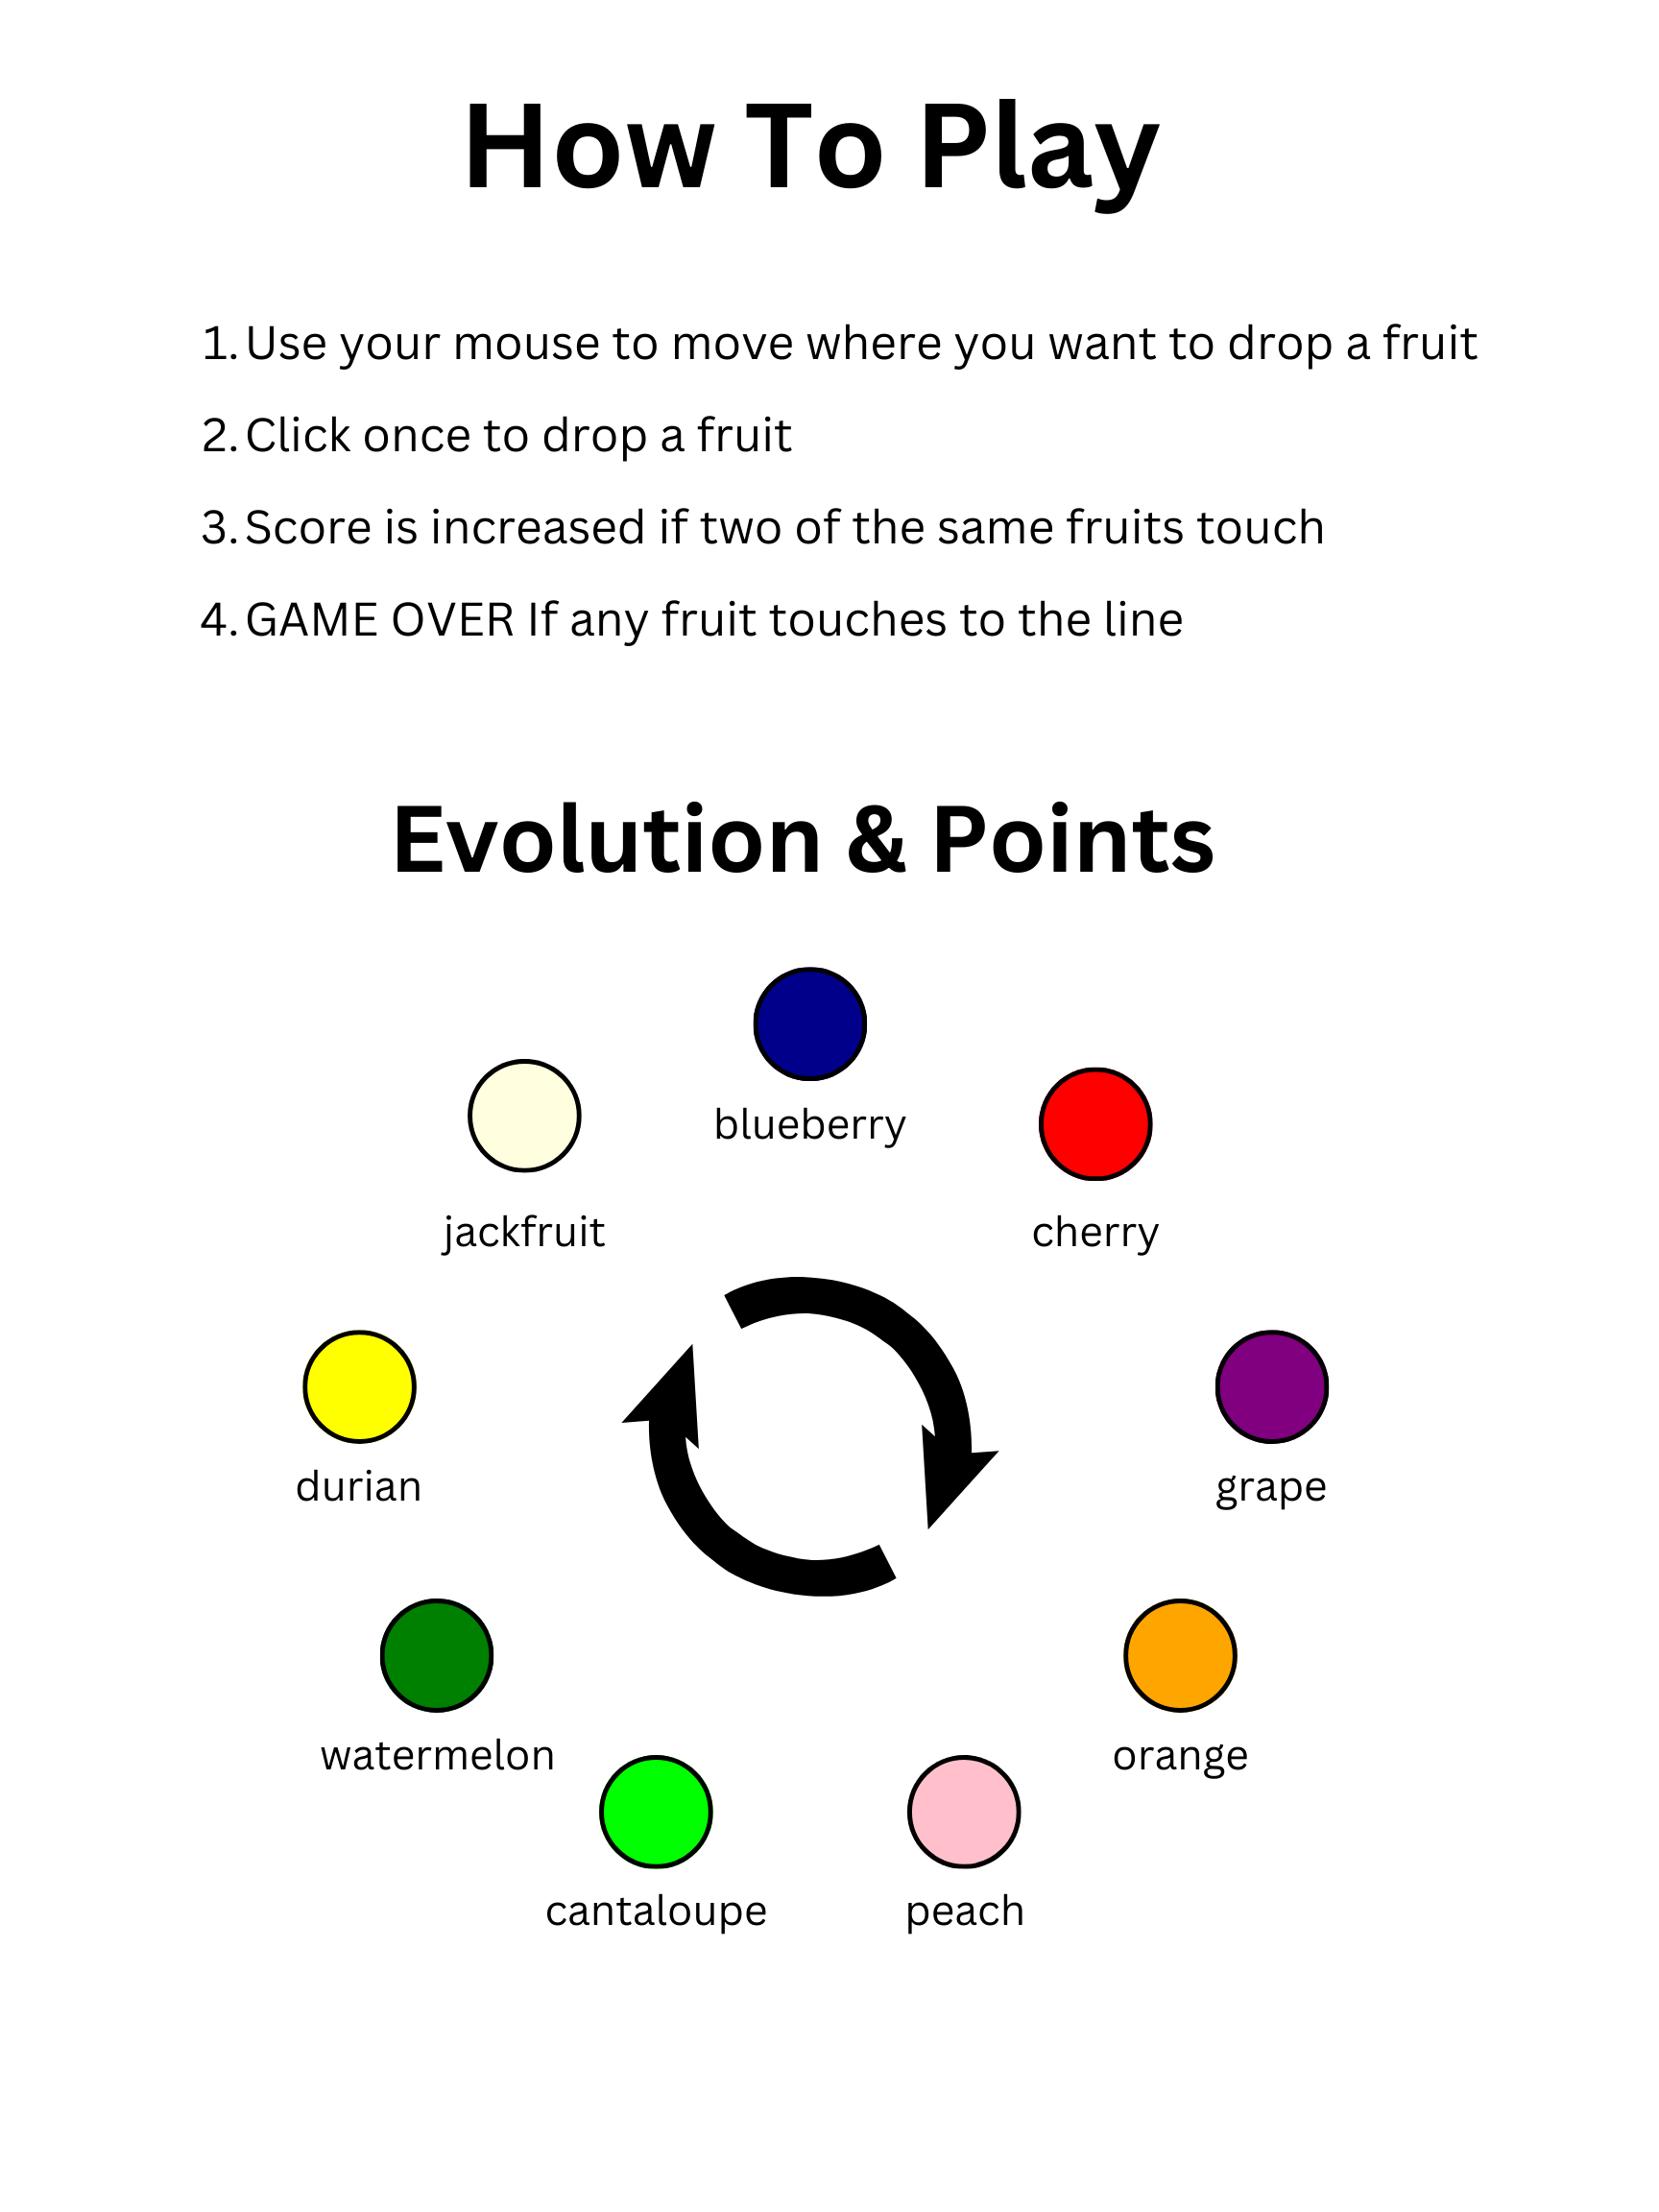 How To Play
1. Use your mouse to move where you want to drop a fruit
2. Click once to drop a fruit
3. Score is increased if two of the same fruits touch
4. GAME OVER If any fruit touches to the line
Evolution & Points
blueberry
jackfruit
cherry
durian
grape
watermelon
orange
cantaloupe
peach